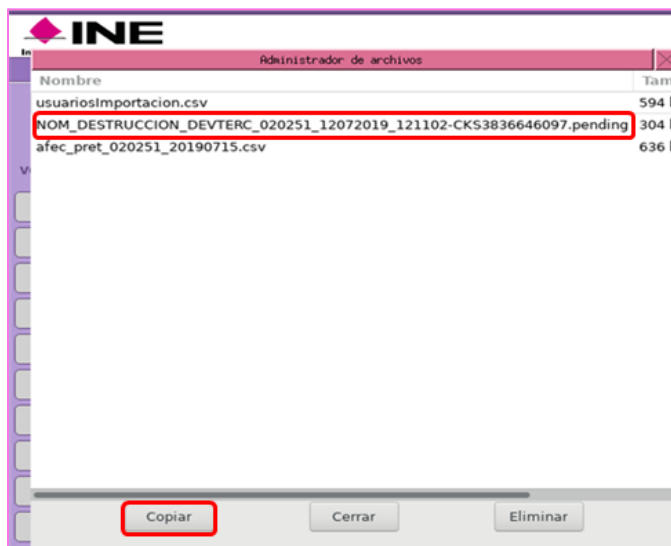 INE
In
Administrador de archivos
Nombre Tam
usuariosImportacion.csv 594
NOM_DESTRUCCION_DEVTERC_020251_12072019_121102-CKS3836646097.pending 304
afec_pret_020251_20190715.csv 636
Copiar Cerrar Eliminar